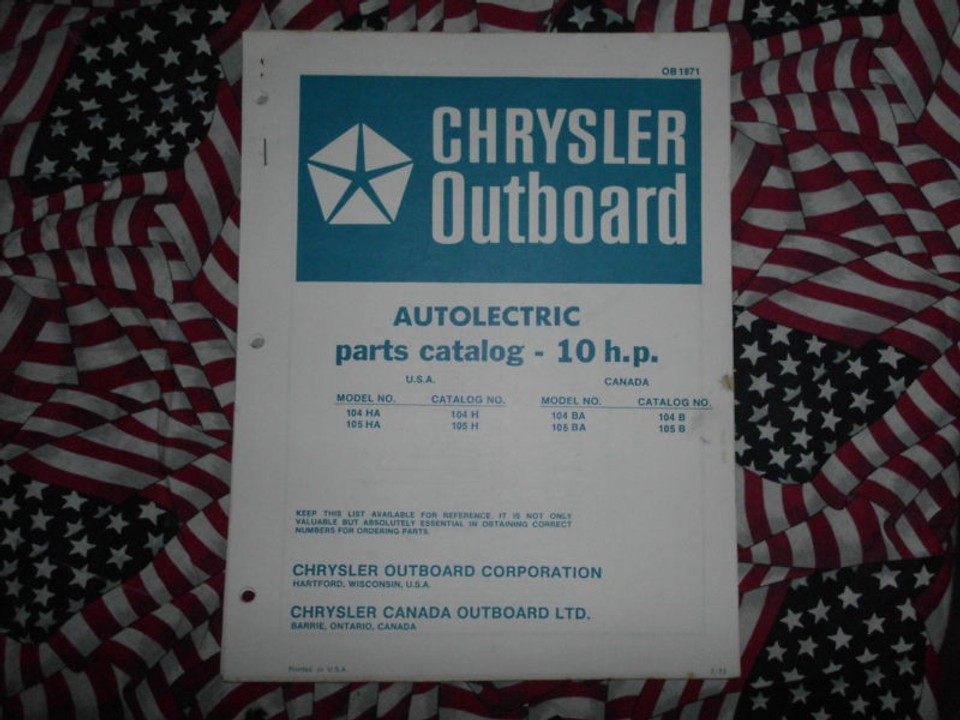 OB 1871
CHRYSLER
Outboard
AUTOLECTRIC
parts catalog - 10 h.p.
U.S.A. CANADA
MODEL NO. CATALOG NO. MODEL NO. CATALOG NO.
104 HA 104 H 104 BA 104 B
105 HA 105 H 105 BA 105 B
KEEP THIS LIST AVAILABLE FOR REFERENCE. IT IS NOT ONLY
VALUABLE BUT ABSOLUTELY ESSENTIAL IN OBTAINING CORRECT
NUMBERS FOR ORDERING PARTS.
CHRYSLER OUTBOARD CORPORATION
HARTFORD, WISCONSIN, U.S.A.
CHRYSLER CANADA OUTBOARD LTD.
BARRIE, ONTARIO, CANADA
Printed in U.S.A